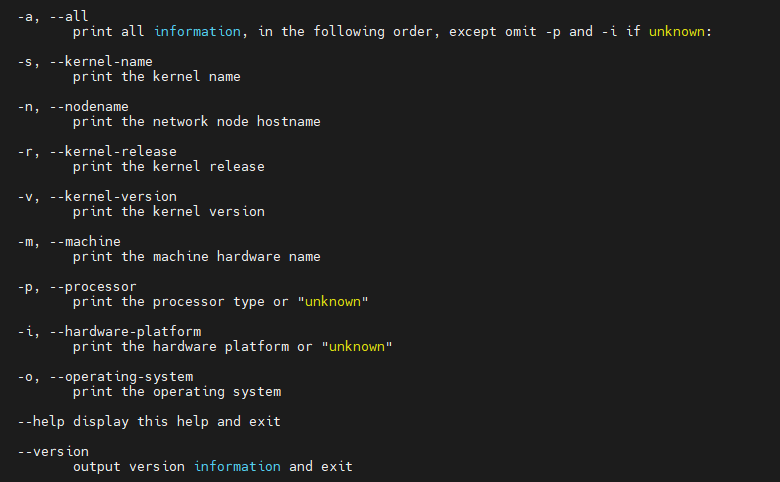 -a, --all
print all information, in the following order, except omit -p and -i if unknown:
-s, --kernel-name
print the kernel name
-n, --nodename
print the network node hostname
-r, --kernel-release
print the kernel release
-v, --kernel-version
print the kernel version
-m, --machine
print the machine hardware name
-p, --processor
print the processor type or "unknown"
-i, --hardware-platform
print the hardware platform or "unknown"
-o, --operating-system
print the operating system
--help display this help and exit
--version
output version information and exit